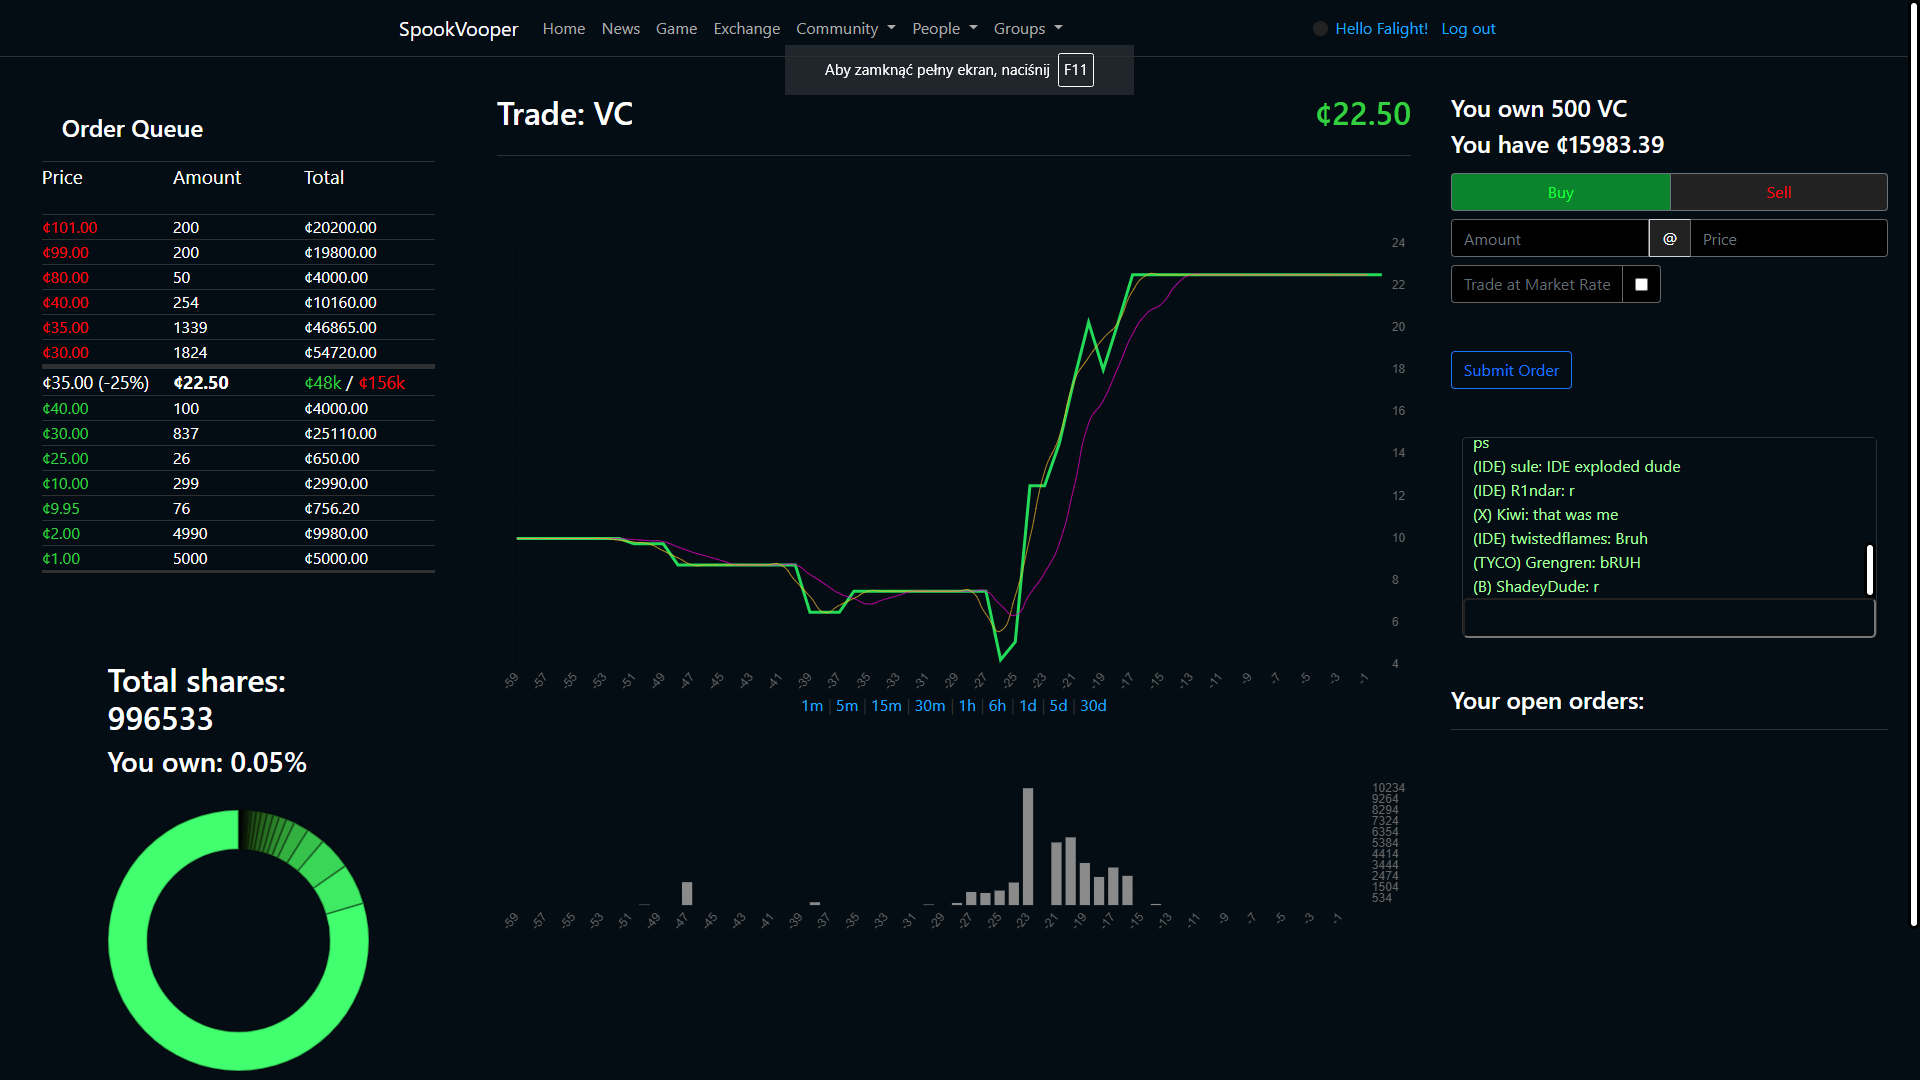 SpookVooper Home News Game Exchange Community People Groups Hello Falight! Log out
Aby zamknąć pełny ekran, naciśnij F11
Order Queue
Price Amount Total
¢101.00 200 ¢20200.00
¢99.00 200 ¢19800.00
¢80.00 50 ¢4000.00
¢40.00 254 ¢10160.00
¢35.00 1339 ¢46865.00
¢30.00 1824 ¢54720.00
¢35.00 (-25%) ¢22.50 ¢48k / ¢156k
¢40.00 100 ¢4000.00
¢30.00 837 ¢25110.00
¢25.00 26 ¢650.00
¢10.00 299 ¢2990.00
¢9.95 76 ¢756.20
¢2.00 4990 ¢9980.00
¢1.00 5000 ¢5000.00
Total shares:
996533
You own: 0.05%
Trade: VC ¢22.50
24
22
20
18
16
14
12
10
8
6
4
-59 -57 -55 -53 -51 -49 -47 -45 -43 -41 -39 -37 -35 -33 -31 -29 -27 -25 -23 -21 -19 -17 -15 -13 -11 -9 -7 -5 -3 -1
1m | 5m | 15m | 30m | 1h | 6h | 1d | 5d | 30d
10234
9264
8294
7324
6354
5384
4414
3444
2474
1504
534
-59 -57 -55 -53 -51 -49 -47 -45 -43 -41 -39 -37 -35 -33 -31 -29 -27 -25 -23 -21 -19 -17 -15 -13 -11 -9 -7 -5 -3 -1
You own 500 VC
You have ¢15983.39
Buy Sell
Amount @ Price
Trade at Market Rate
Submit Order
ps
(IDE) sule: IDE exploded dude
(IDE) R1ndar: r
(X) Kiwi: that was me
(IDE) twistedflames: Bruh
(TYCO) Grengren: bRUH
(B) ShadeyDude: r
Your open orders: